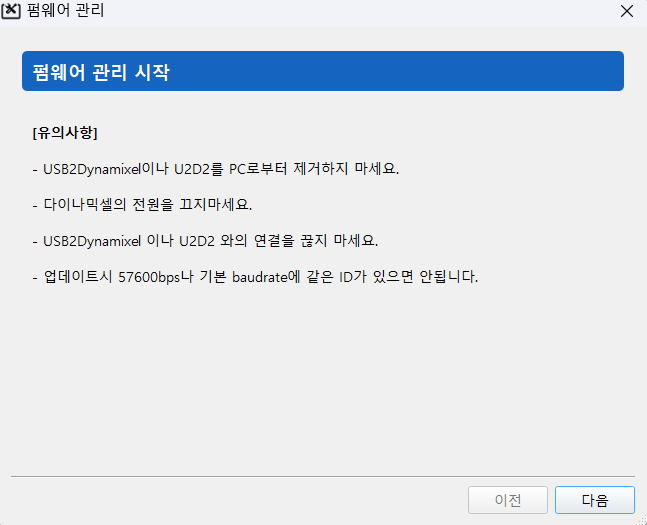 펌웨어 관리
펌웨어 관리 시작
[유의사항]
- USB2Dynamixel이나 U2D2를 PC로부터 제거하지 마세요.
- 다이나믹셀의 전원을 끄지마세요.
- USB2Dynamixel 이나 U2D2 와의 연결을 끊지 마세요.
- 업데이트시 57600bps나 기본 baudrate에 같은 ID가 있으면 안됩니다.
이전
다음